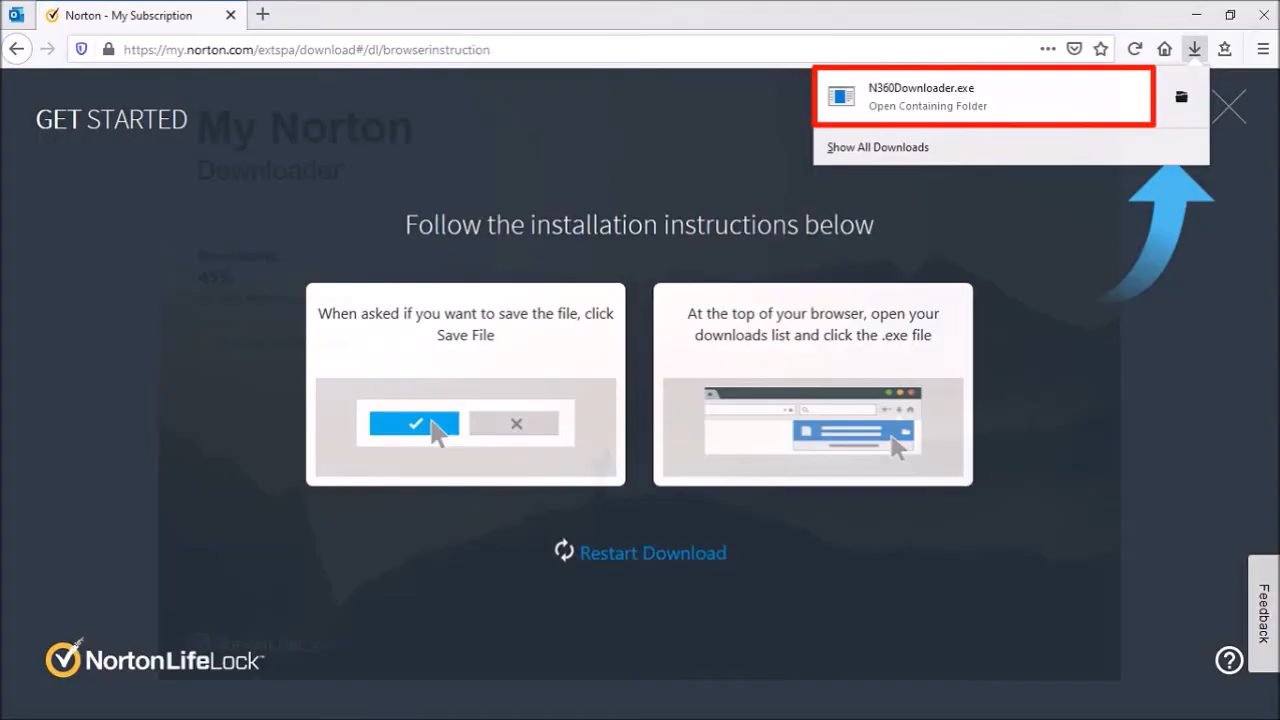 Norton - My Subscription
https://my.norton.com/extspa/download#/dl/browserinstruction
N360Downloader.exe
Open Containing Folder
Show All Downloads
GET STARTED
My Norton
Downloader
Follow the installation instructions below
45%
When asked if you want to save the file, click
Save File
At the top of your browser, open your
downloads list and click the .exe file
Restart Download
Feedback
NortonLifeLock